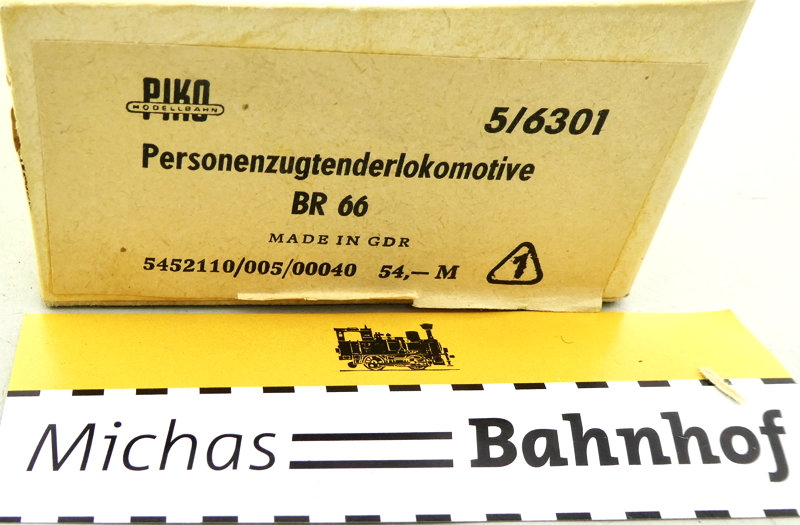 PIKO
MODELLBAHN
5/6301
Personenzugtenderlokomotive
BR 66
MADE IN GDR
5452110/005/00040 54,— M
1
Michas Bahnhof